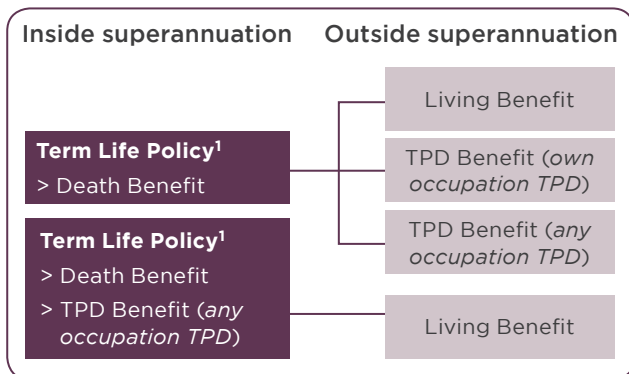 Inside superannuation
Outside superannuation
Term Life Policy¹
> Death Benefit
Living Benefit
TPD Benefit (own
occupation TPD)
TPD Benefit (any
occupation TPD)
Term Life Policy¹
> Death Benefit
> TPD Benefit (any
occupation TPD)
Living Benefit